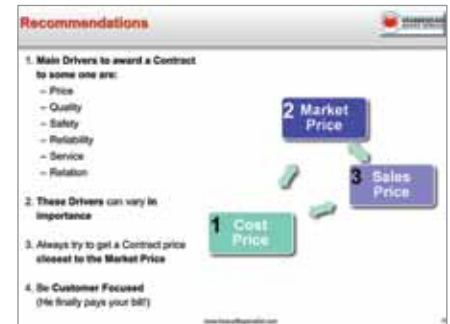 Recommendations
1. Main Drivers to award a Contract
to some one are:
– Price
– Quality
– Safety
– Reliability
– Service
– Relation
2. These Drivers can vary in
importance
3. Always try to get a Contract price
closest to the Market Price
4. Be Customer Focused
(He finally pays your bill!)
2 Market
Price
3 Sales
Price
1 Cost
Price